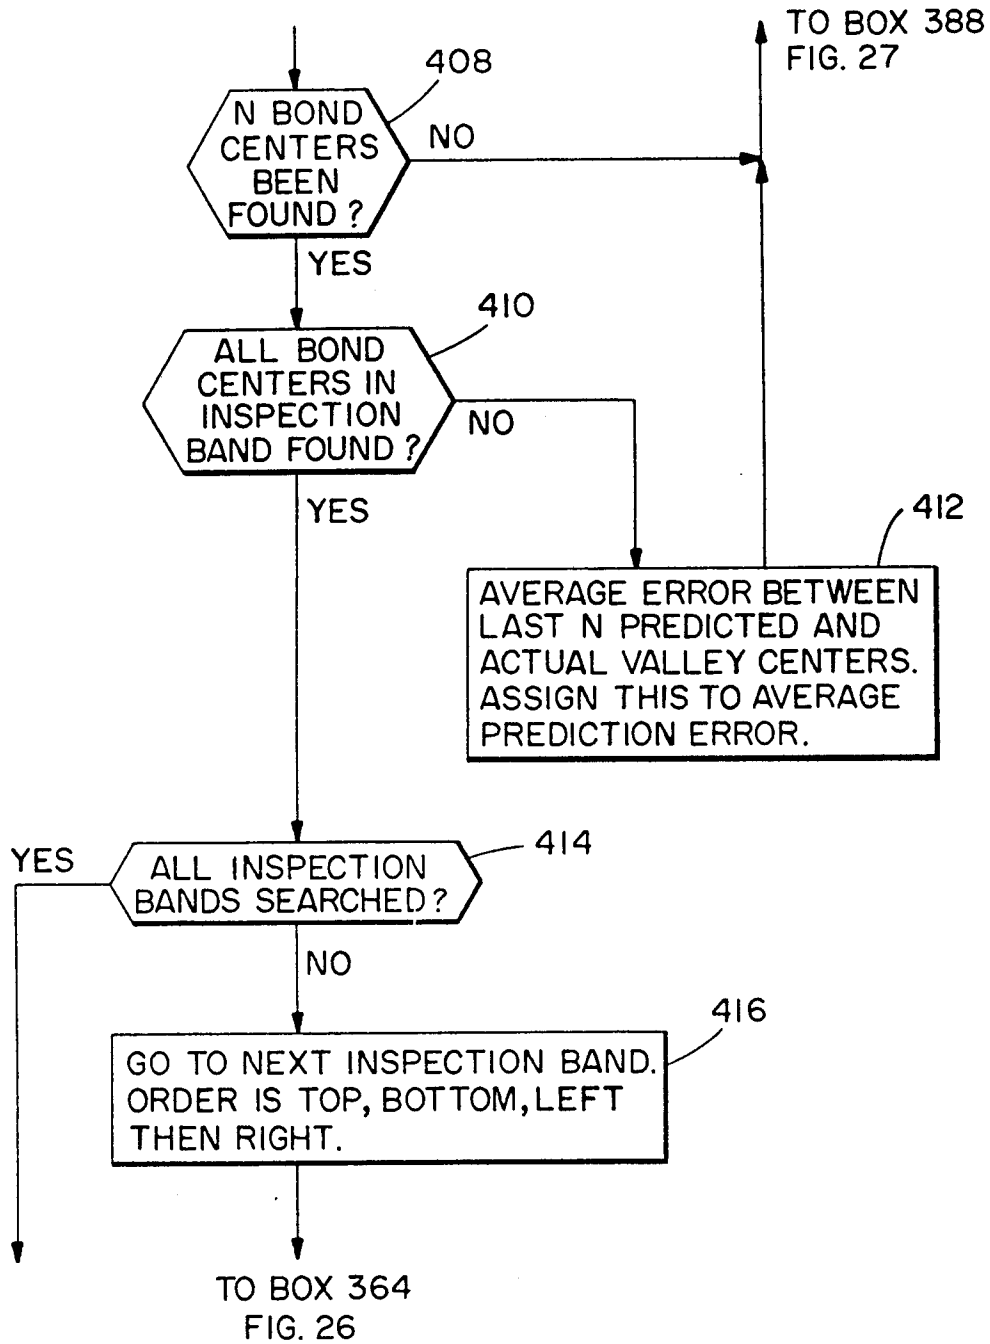 TO BOX 388
FIG. 27
408
N BOND
CENTERS
BEEN
FOUND?
NO
YES
410
ALL BOND
CENTERS IN
INSPECTION
BAND FOUND?
NO
YES
412
AVERAGE ERROR BETWEEN
LAST N PREDICTED AND
ACTUAL VALLEY CENTERS.
ASSIGN THIS TO AVERAGE
PREDICTION ERROR.
414
YES
ALL INSPECTION
BANDS SEARCHED?
NO
416
GO TO NEXT INSPECTION BAND.
ORDER IS TOP, BOTTOM, LEFT
THEN RIGHT.
TO BOX 364
FIG. 26